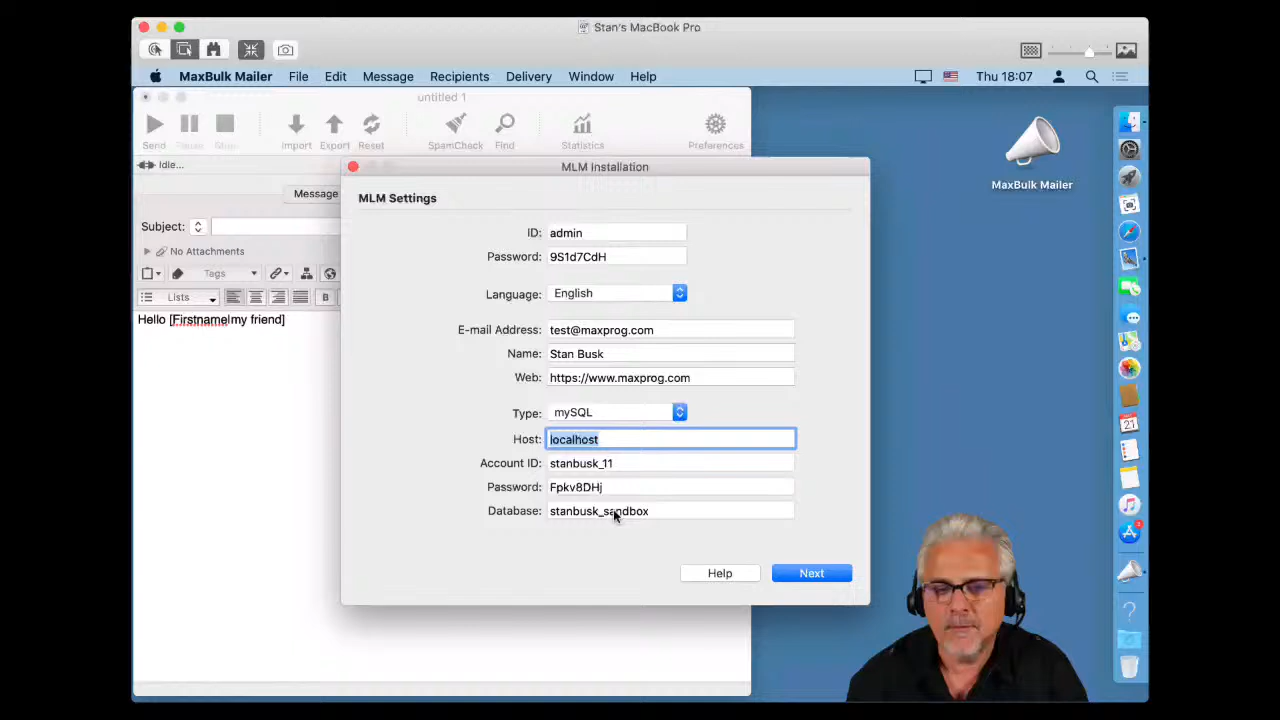 Stan's MacBook Pro
MaxBulk Mailer File Edit Message Recipients Delivery Window Help Thu 18:07
untitled 1
Send Pause Import Export Reset SpamCheck Find Statistics Preferences
Idle...
MLM Installation
Message
MLM Settings
Subject:
No Attachments
Tags
Lists B
Hello [Firstname|my friend]
ID: admin
Password: 9S1d7CdH
Language: English
E-mail Address: test@maxprog.com
Name: Stan Busk
Web: https://www.maxprog.com
Type: mySQL
Host: localhost
Account ID: stanbusk_11
Password: Fpkv8DHj
Database: stanbusk_sandbox
Help Next
MaxBulk Mailer
21
3